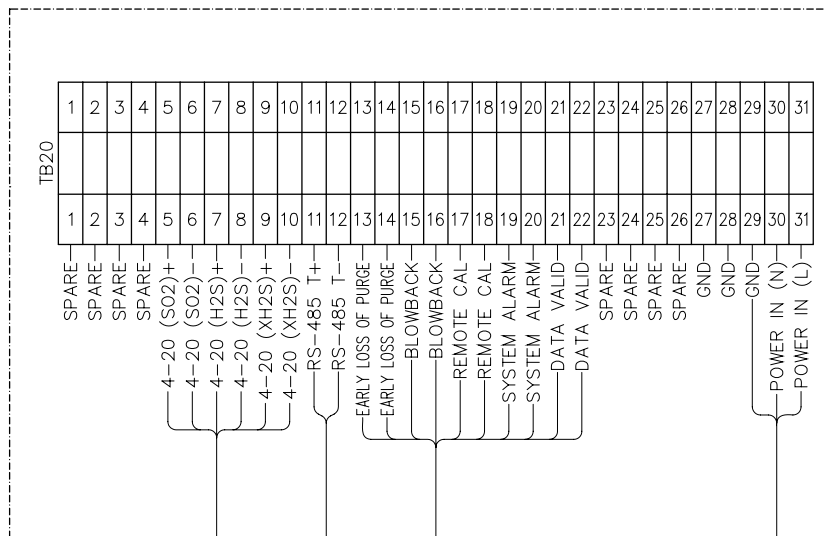 1 2 3 4 5 6 7 8 9 10 11 12 13 14 15 16 17 18 19 20 21 22 23 24 25 26 27 28 29 30 31
TB20
1 2 3 4 5 6 7 8 9 10 11 12 13 14 15 16 17 18 19 20 21 22 23 24 25 26 27 28 29 30 31
SPARE
SPARE
SPARE
SPARE
4-20 (SO2)+
4-20 (SO2)-
4-20 (H2S)+
4-20 (H2S)-
4-20 (XH2S)+
4-20 (XH2S)-
RS-485 T+
RS-485 T-
EARLY LOSS OF PURGE
EARLY LOSS OF PURGE
BLOWBACK
BLOWBACK
REMOTE CAL
REMOTE CAL
SYSTEM ALARM
SYSTEM ALARM
DATA VALID
DATA VALID
SPARE
SPARE
SPARE
SPARE
GND
GND
GND
POWER IN (N)
POWER IN (L)